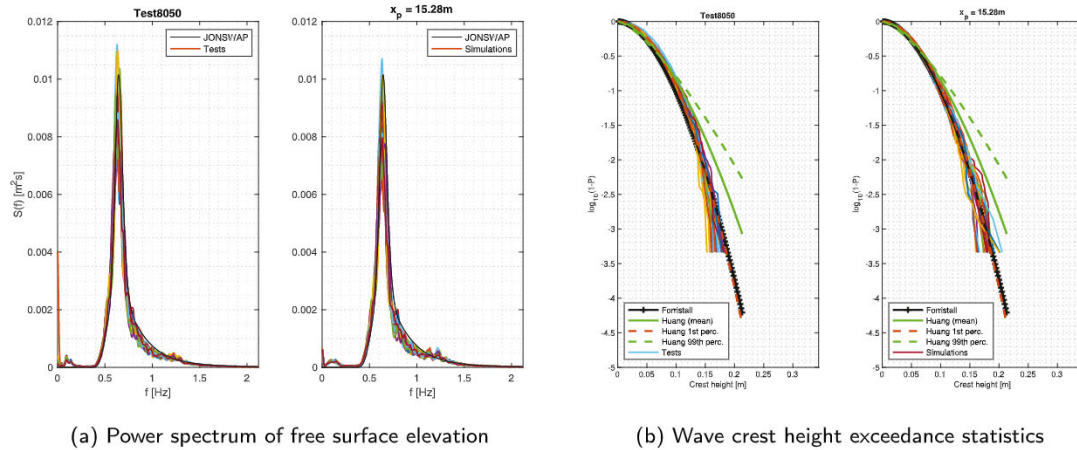 Test8050
JONSWAP
Tests
0.012
0.01
0.008
0.006
0.004
0.002
0
S(f) [m²s]
0 0.5 1 1.5 2
f [Hz]
x_p = 15.28m
JONSWAP
Simulations
0.012
0.01
0.008
0.006
0.004
0.002
0
0 0.5 1 1.5 2
f [Hz]
(a) Power spectrum of free surface elevation
Test8050
0
-0.5
-1
-1.5
-2
-2.5
-3
-3.5
-4
-4.5
-5
log₁₀(1-P)
Forristall
Huang (mean)
Huang 1st perc.
Huang 99th perc.
Tests
0 0.05 0.1 0.15 0.2 0.25 0.3
Crest height [m]
x_p = 15.28m
0
-0.5
-1
-1.5
-2
-2.5
-3
-3.5
-4
-4.5
-5
log₁₀(1-P)
Forristall
Huang (mean)
Huang 1st perc.
Huang 99th perc.
Simulations
0 0.05 0.1 0.15 0.2 0.25 0.3
Crest height [m]
(b) Wave crest height exceedance statistics